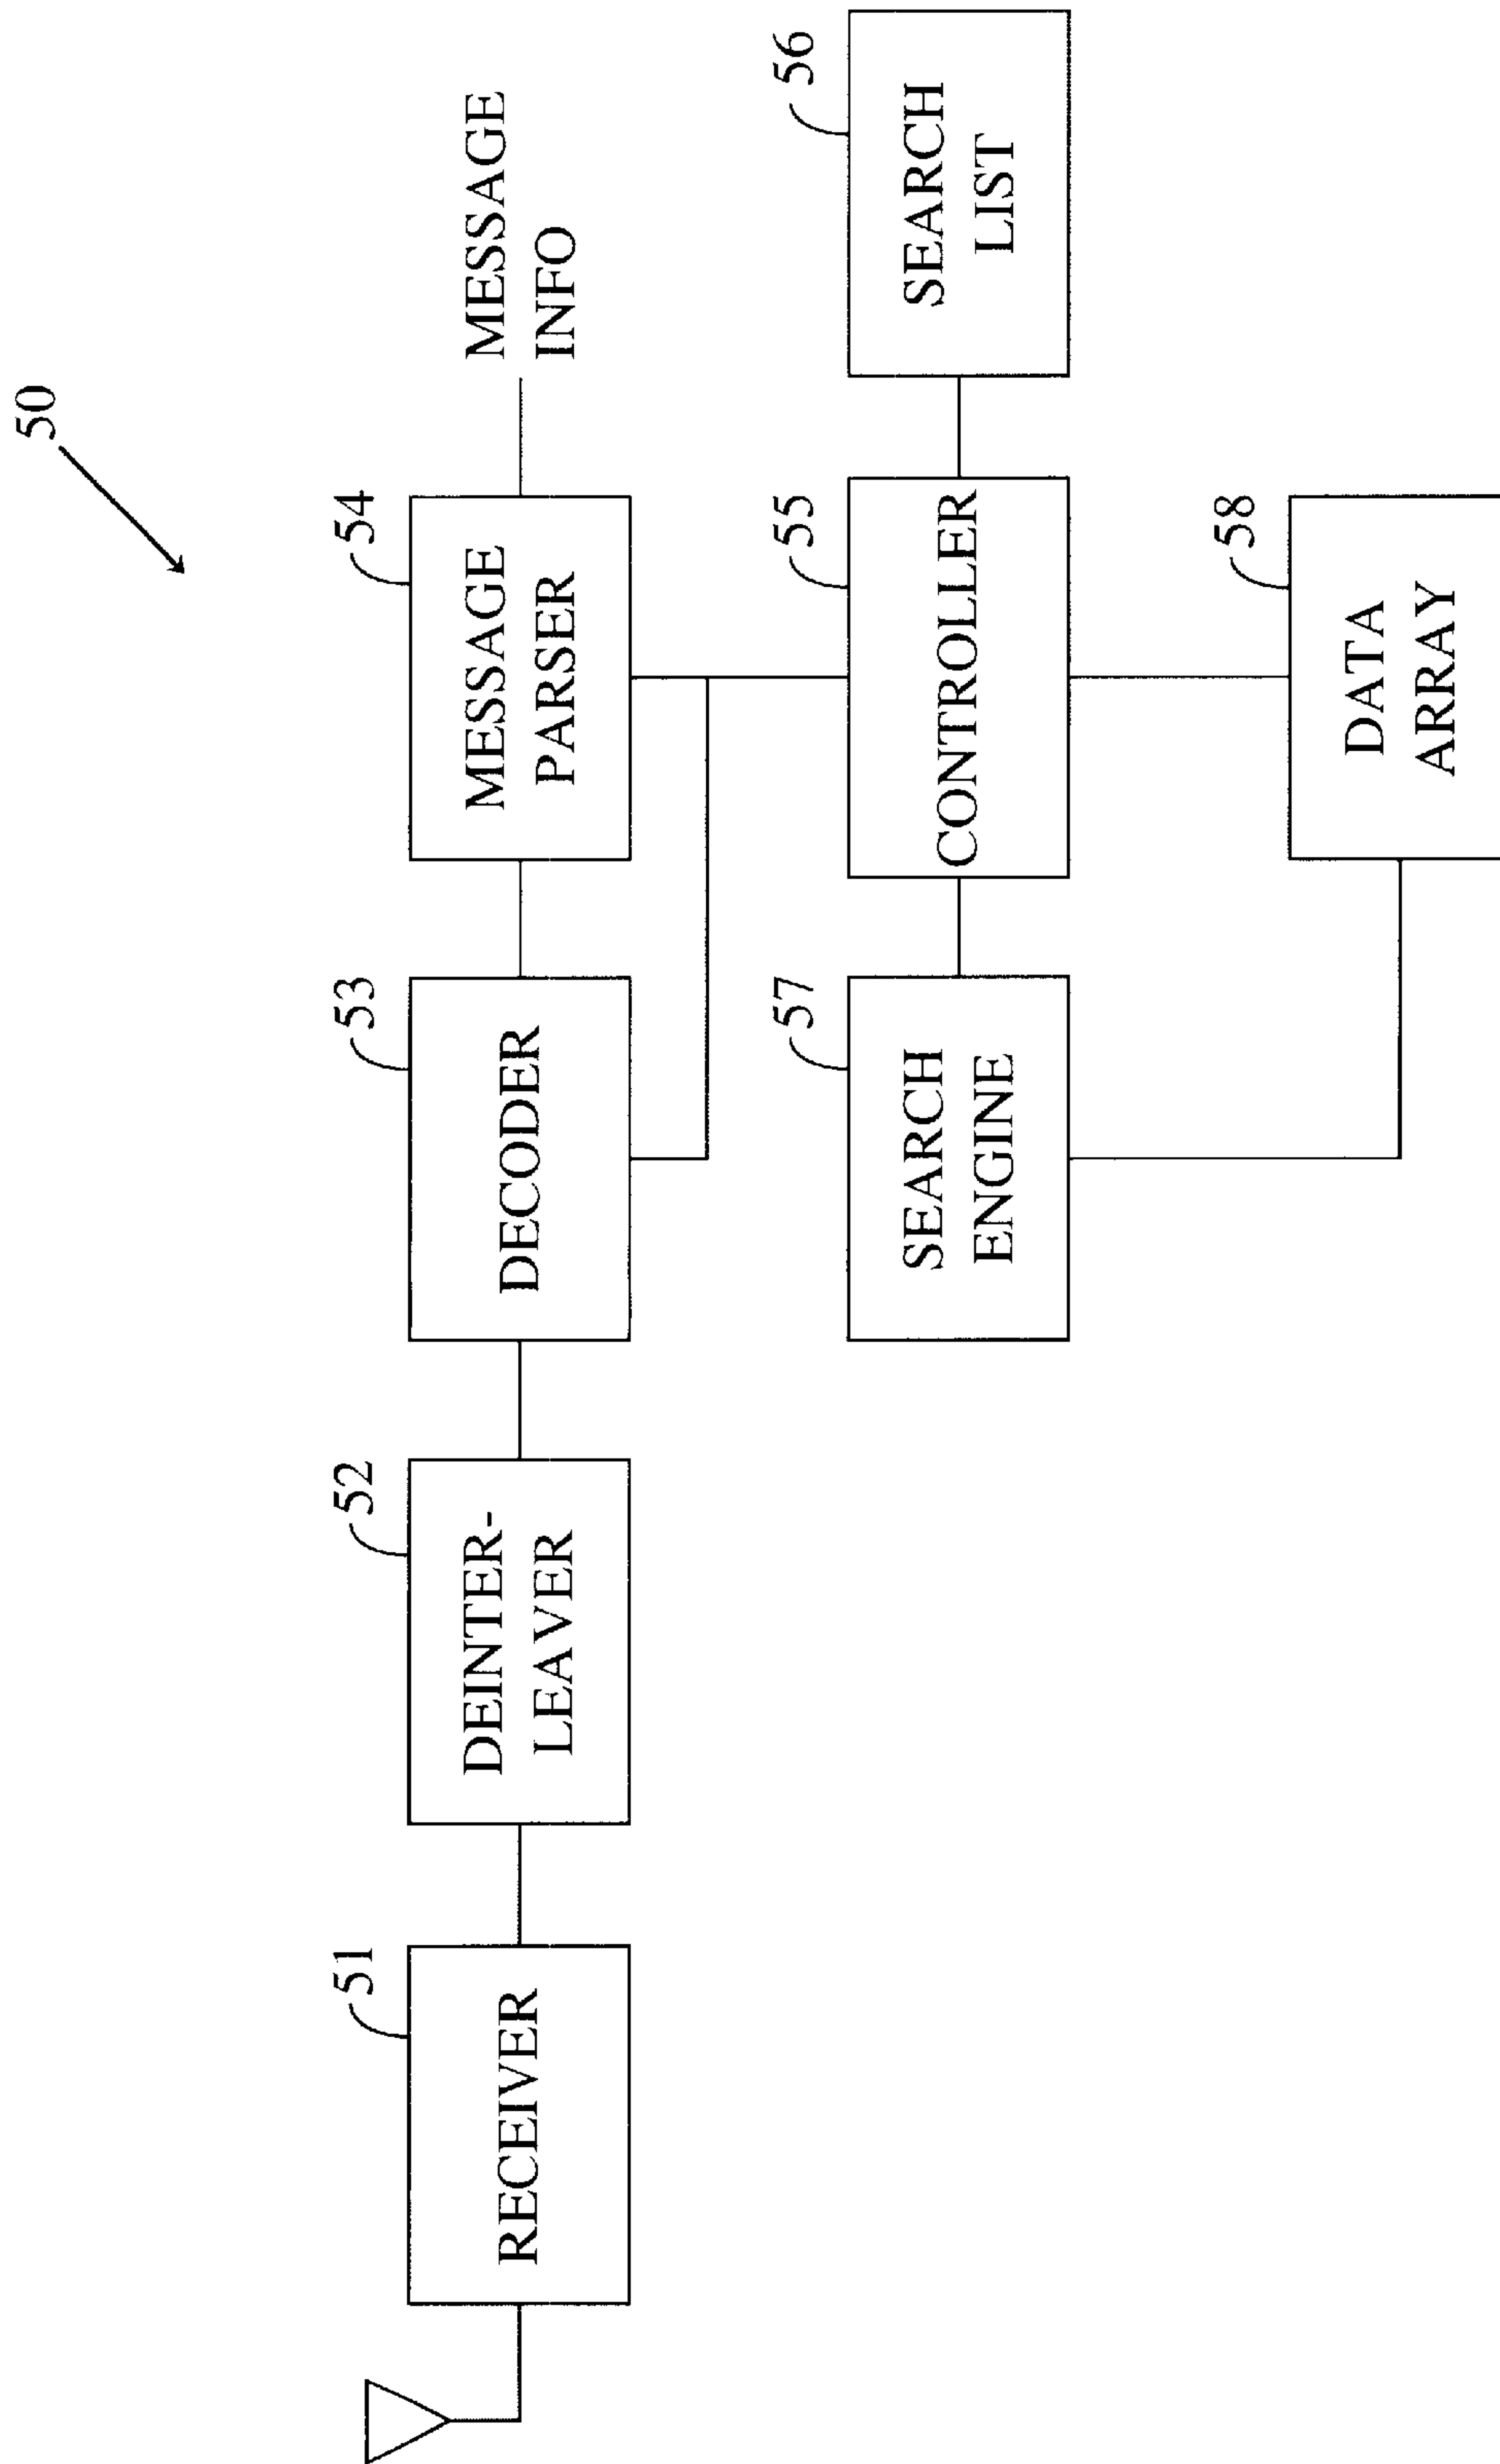 50
51
RECEIVER
52
DEINTER-
LEAVER
53
DECODER
54
MESSAGE
PARSER
MESSAGE
INFO
57
SEARCH
ENGINE
55
CONTROLLER
56
SEARCH
LIST
58
DATA
ARRAY